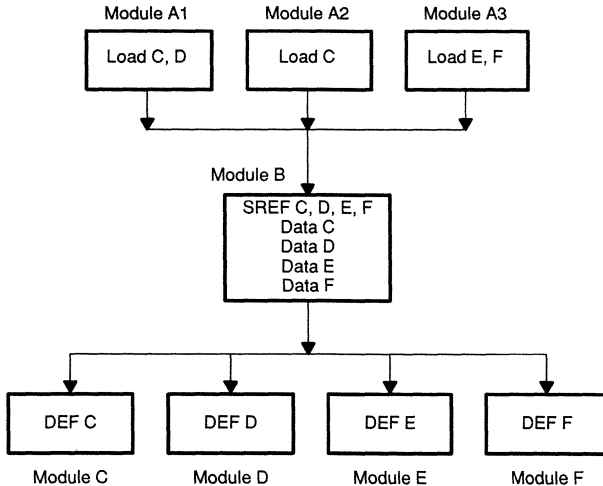 Module A1
Module A2
Module A3
Load C, D
Load C
Load E, F
Module B
SREF C, D, E, F
Data C
Data D
Data E
Data F
DEF C
DEF D
DEF E
DEF F
Module C
Module D
Module E
Module F